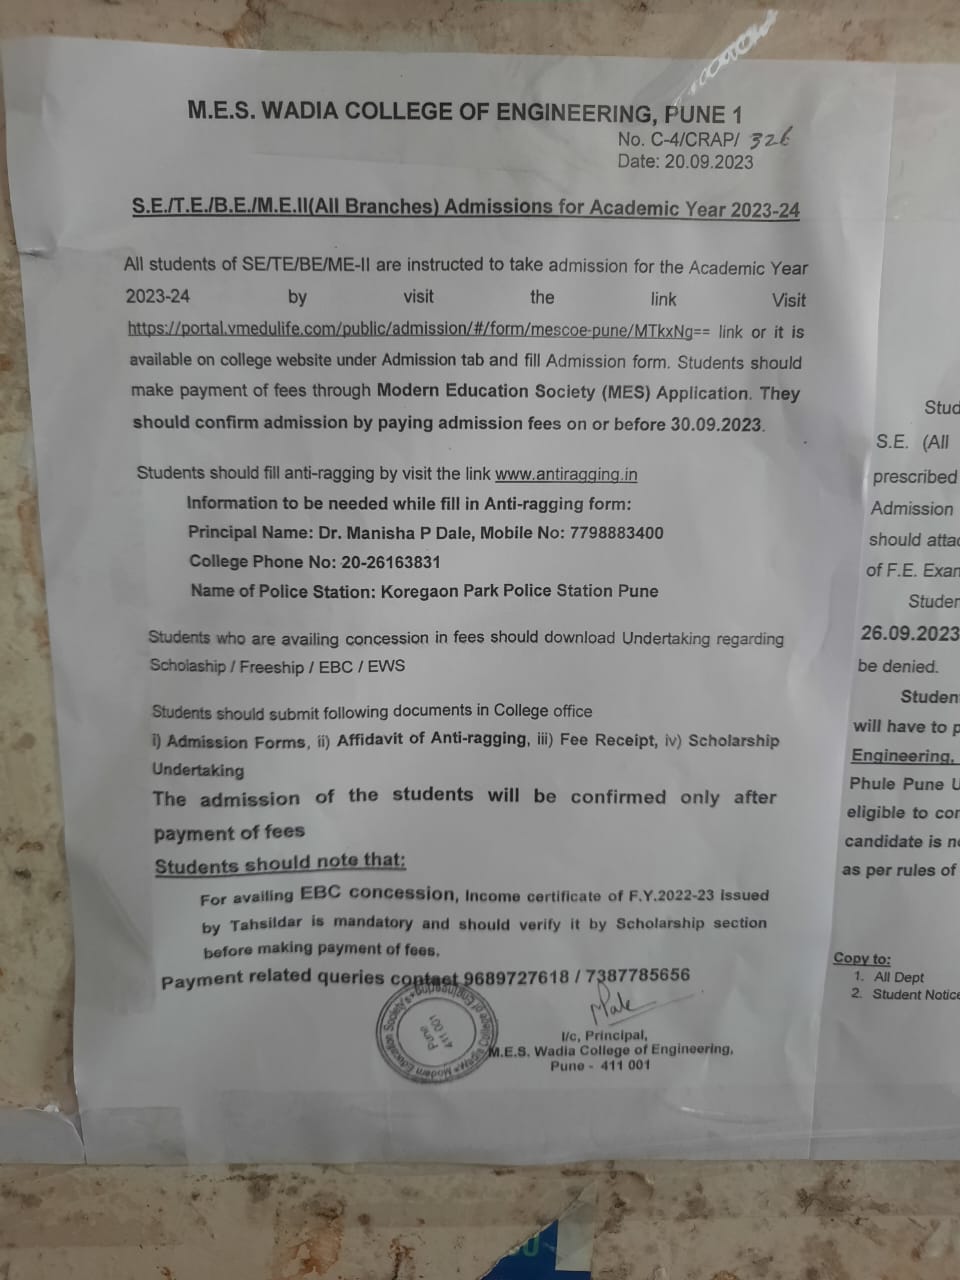 M.E.S. WADIA COLLEGE OF ENGINEERING, PUNE 1
No. C-4/CRAP/ 326
Date: 20.09.2023
S.E./T.E./B.E./M.E.II(All Branches) Admissions for Academic Year 2023-24
All students of SE/TE/BE/ME-II are instructed to take admission for the Academic Year
2023-24 by visit the link Visit
https://portal.vmedulife.com/public/admission/#/form/mescoe-pune/MTkxNg== link or it is
available on college website under Admission tab and fill Admission form. Students should
make payment of fees through Modern Education Society (MES) Application. They
should confirm admission by paying admission fees on or before 30.09.2023.
Students should fill anti-ragging by visit the link www.antiragging.in
Information to be needed while fill in Anti-ragging form:
Principal Name: Dr. Manisha P Dale, Mobile No: 7798883400
College Phone No: 20-26163831
Name of Police Station: Koregaon Park Police Station Pune
Students who are availing concession in fees should download Undertaking regarding
Scholaship / Freeship / EBC / EWS
Students should submit following documents in College office
i) Admission Forms, ii) Affidavit of Anti-ragging, iii) Fee Receipt, iv) Scholarship
Undertaking
The admission of the students will be confirmed only after
payment of fees
Students should note that:
For availing EBC concession, Income certificate of F.Y.2022-23 issued
by Tahsildar is mandatory and should verify it by Scholarship section
before making payment of fees.
Payment related queries contact 9689727618 / 7387785656
I/c, Principal,
M.E.S. Wadia College of Engineering,
Pune - 411 001
Pune
411 001
S.E. (All
prescribed
Admission
should
of F.E.
26.09.2023
be denied.
will have to
Engineering,
Phule Pune
eligible to
candidate is
as per rules of
Copy to:
1. All Dept
2. Student